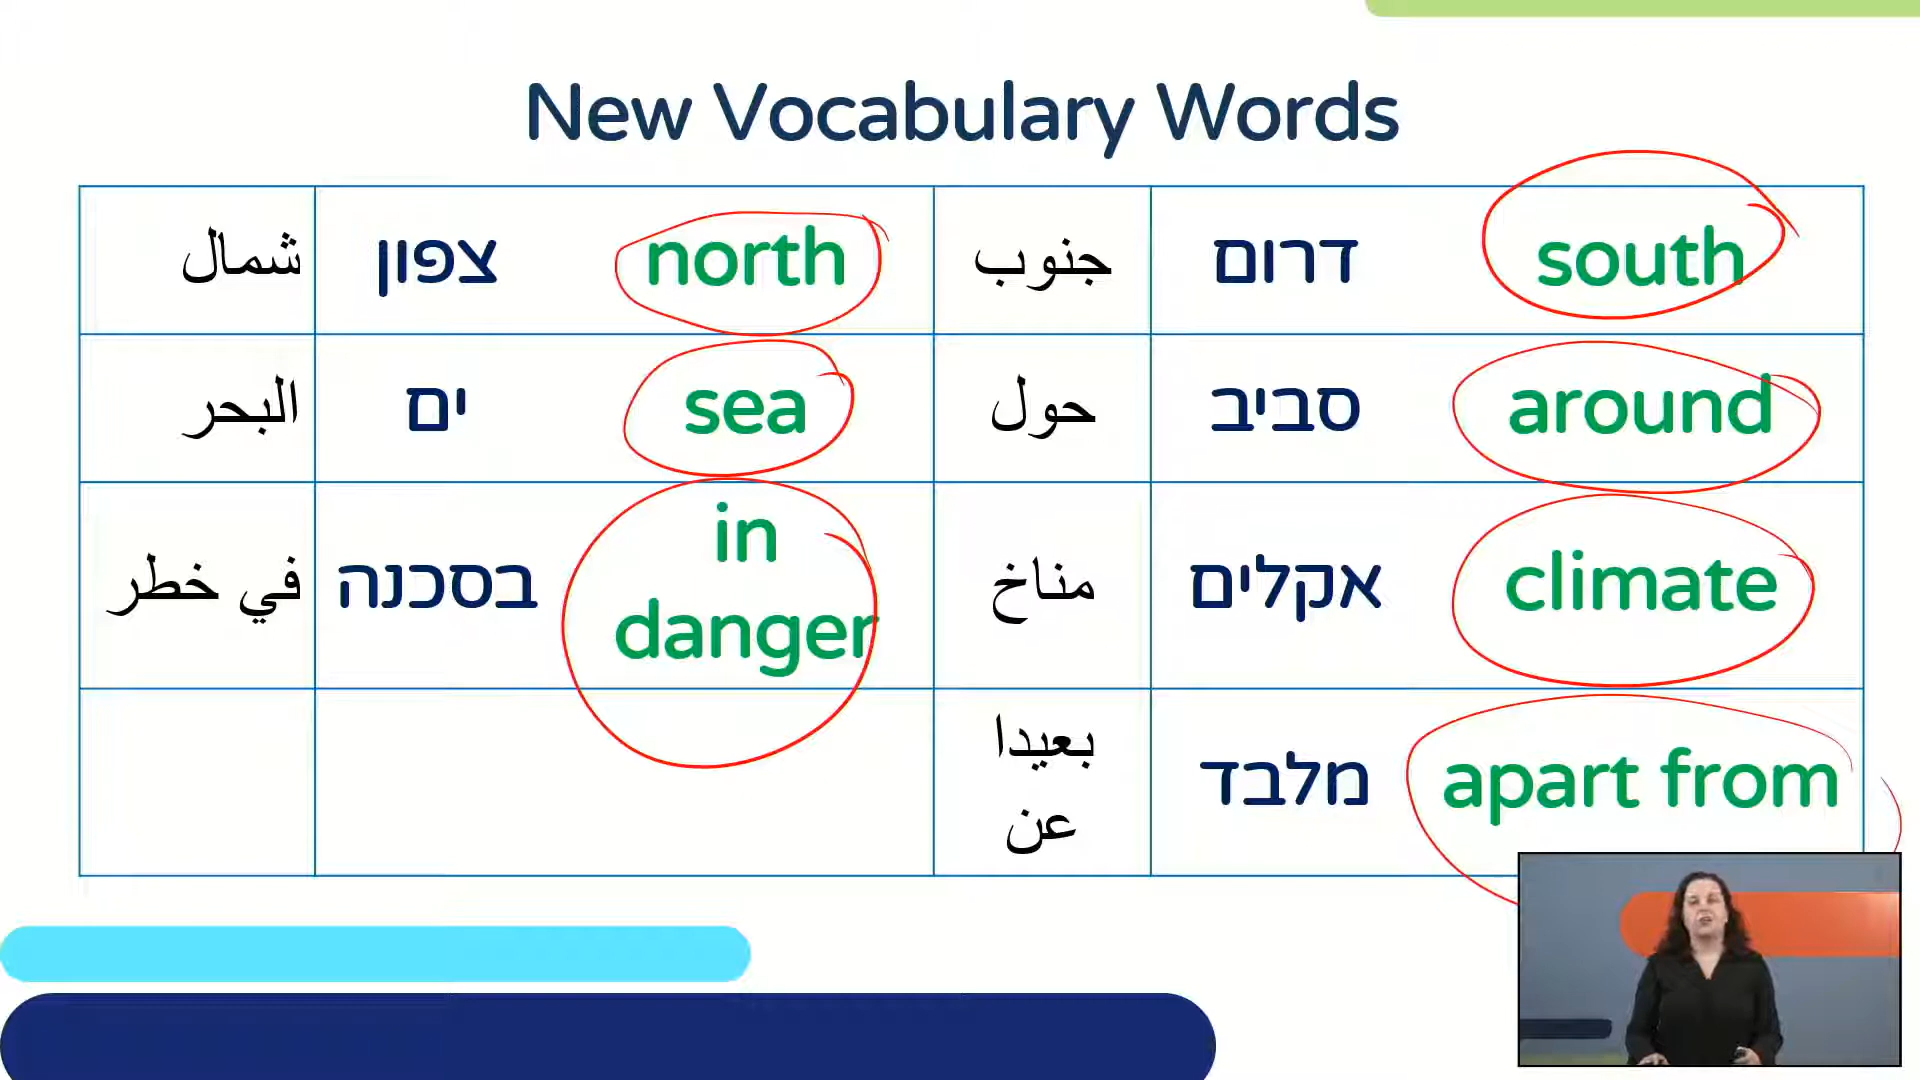 New Vocabulary Words
شمال צפון north جنوب דרום south
البحر ים sea حول סביב around
في خطر בסכנה in danger مناخ אקלים climate
بعيدا عن מלבד apart from